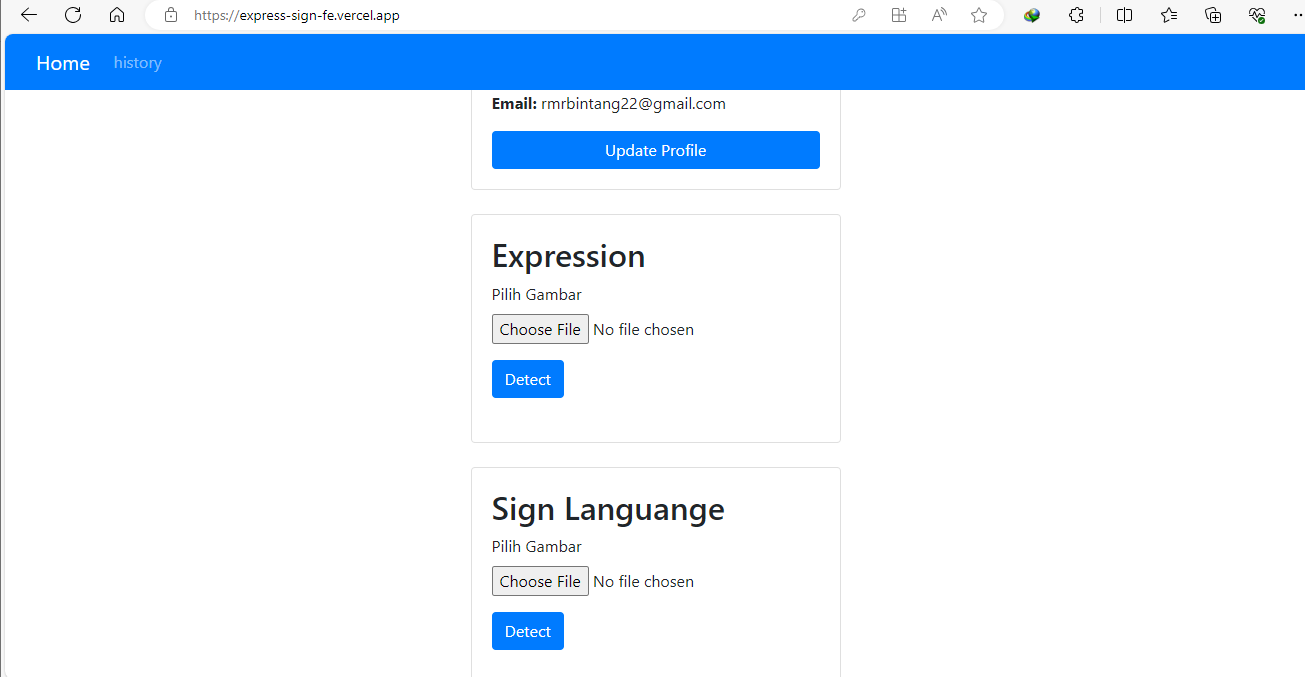 https://express-sign-fe.vercel.app
Home history
Email: rmrbintang22@gmail.com
Update Profile
Expression
Pilih Gambar
Choose File No file chosen
Detect
Sign Languange
Pilih Gambar
Choose File No file chosen
Detect